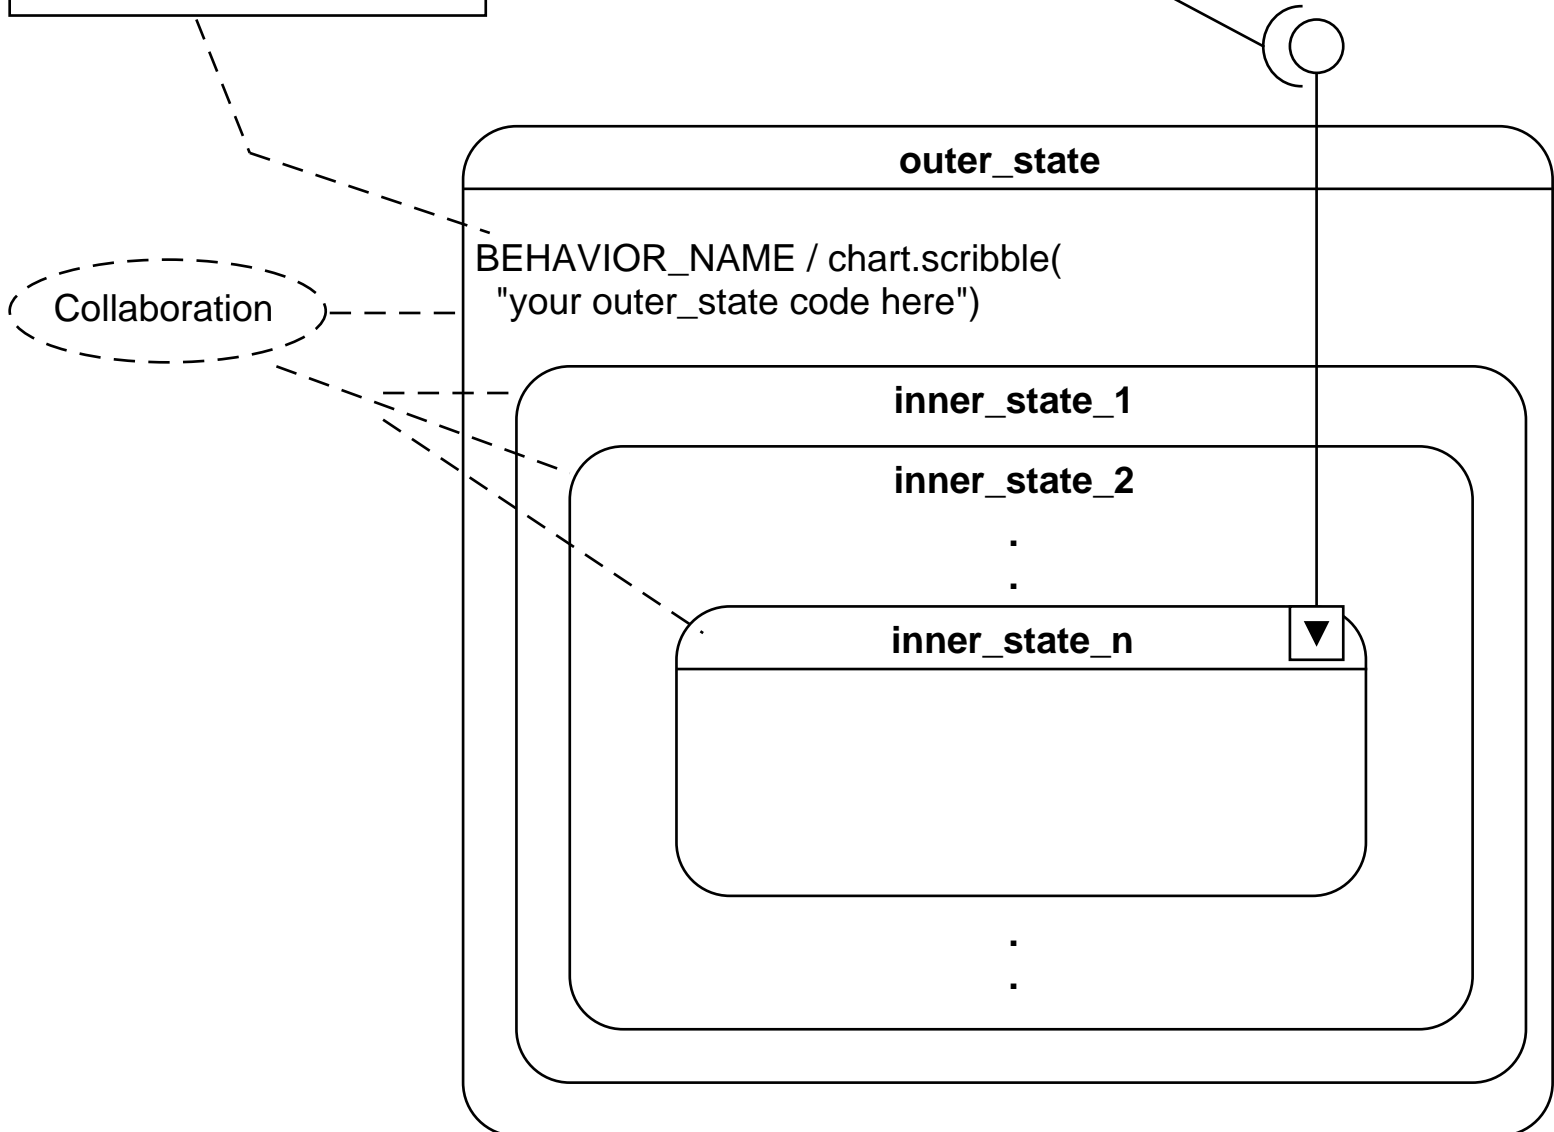 outer_state
BEHAVIOR_NAME / chart.scribble(
"your outer_state code here")
Collaboration
inner_state_1
inner_state_2
.
.
inner_state_n
.
.